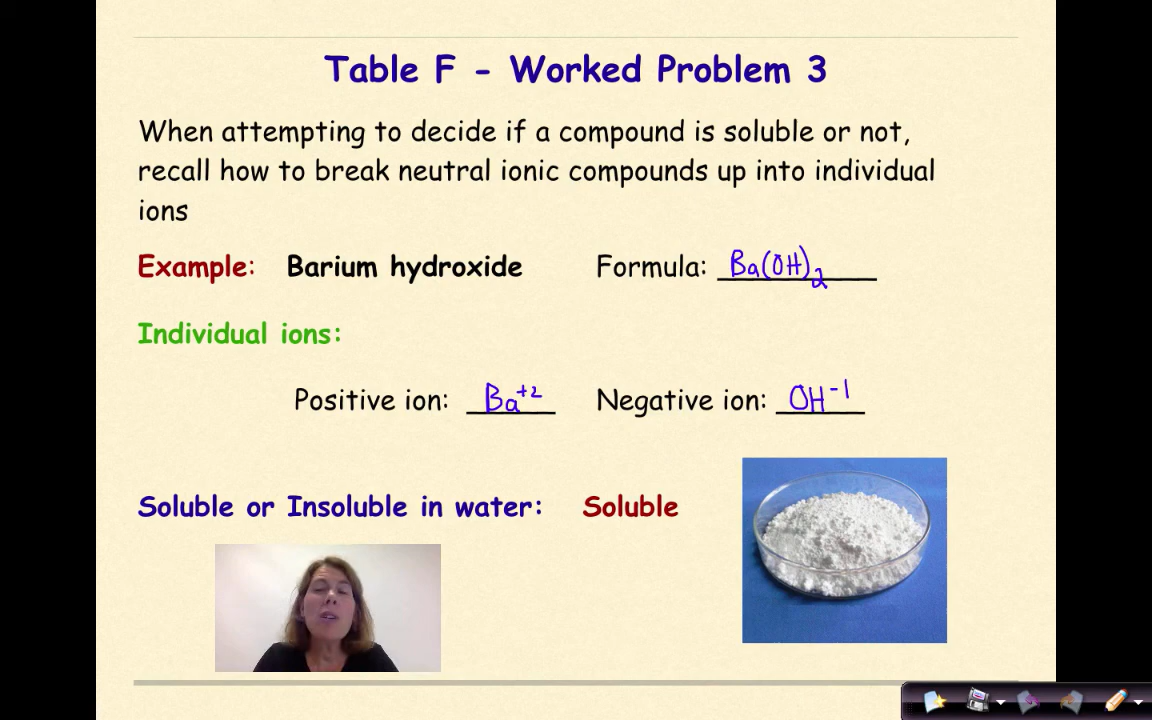 Table F - Worked Problem 3
When attempting to decide if a compound is soluble or not,
recall how to break neutral ionic compounds up into individual
ions
Example: Barium hydroxide Formula: Ba(OH)₂
Individual ions:
Positive ion: Ba⁺² Negative ion: OH⁻¹
Soluble or Insoluble in water: Soluble